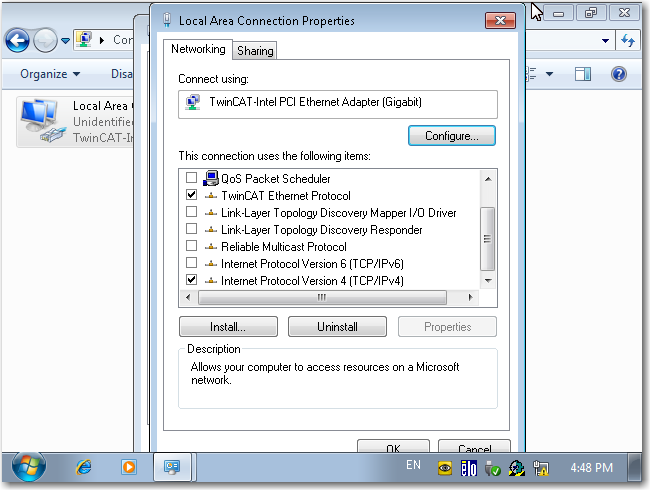 Local Area Connection Properties
Con
Organize
Disa
Local Area C
Unidentified
TwinCAT-In
Networking
Sharing
Connect using:
TwinCAT-Intel PCI Ethernet Adapter (Gigabit)
Configure...
This connection uses the following items:
QoS Packet Scheduler
TwinCAT Ethernet Protocol
Link-Layer Topology Discovery Mapper I/O Driver
Link-Layer Topology Discovery Responder
Reliable Multicast Protocol
Internet Protocol Version 6 (TCP/IPv6)
Internet Protocol Version 4 (TCP/IPv4)
Install...
Uninstall
Properties
Description
Allows your computer to access resources on a Microsoft
network.
OK
Cancel
EN
4:48 PM